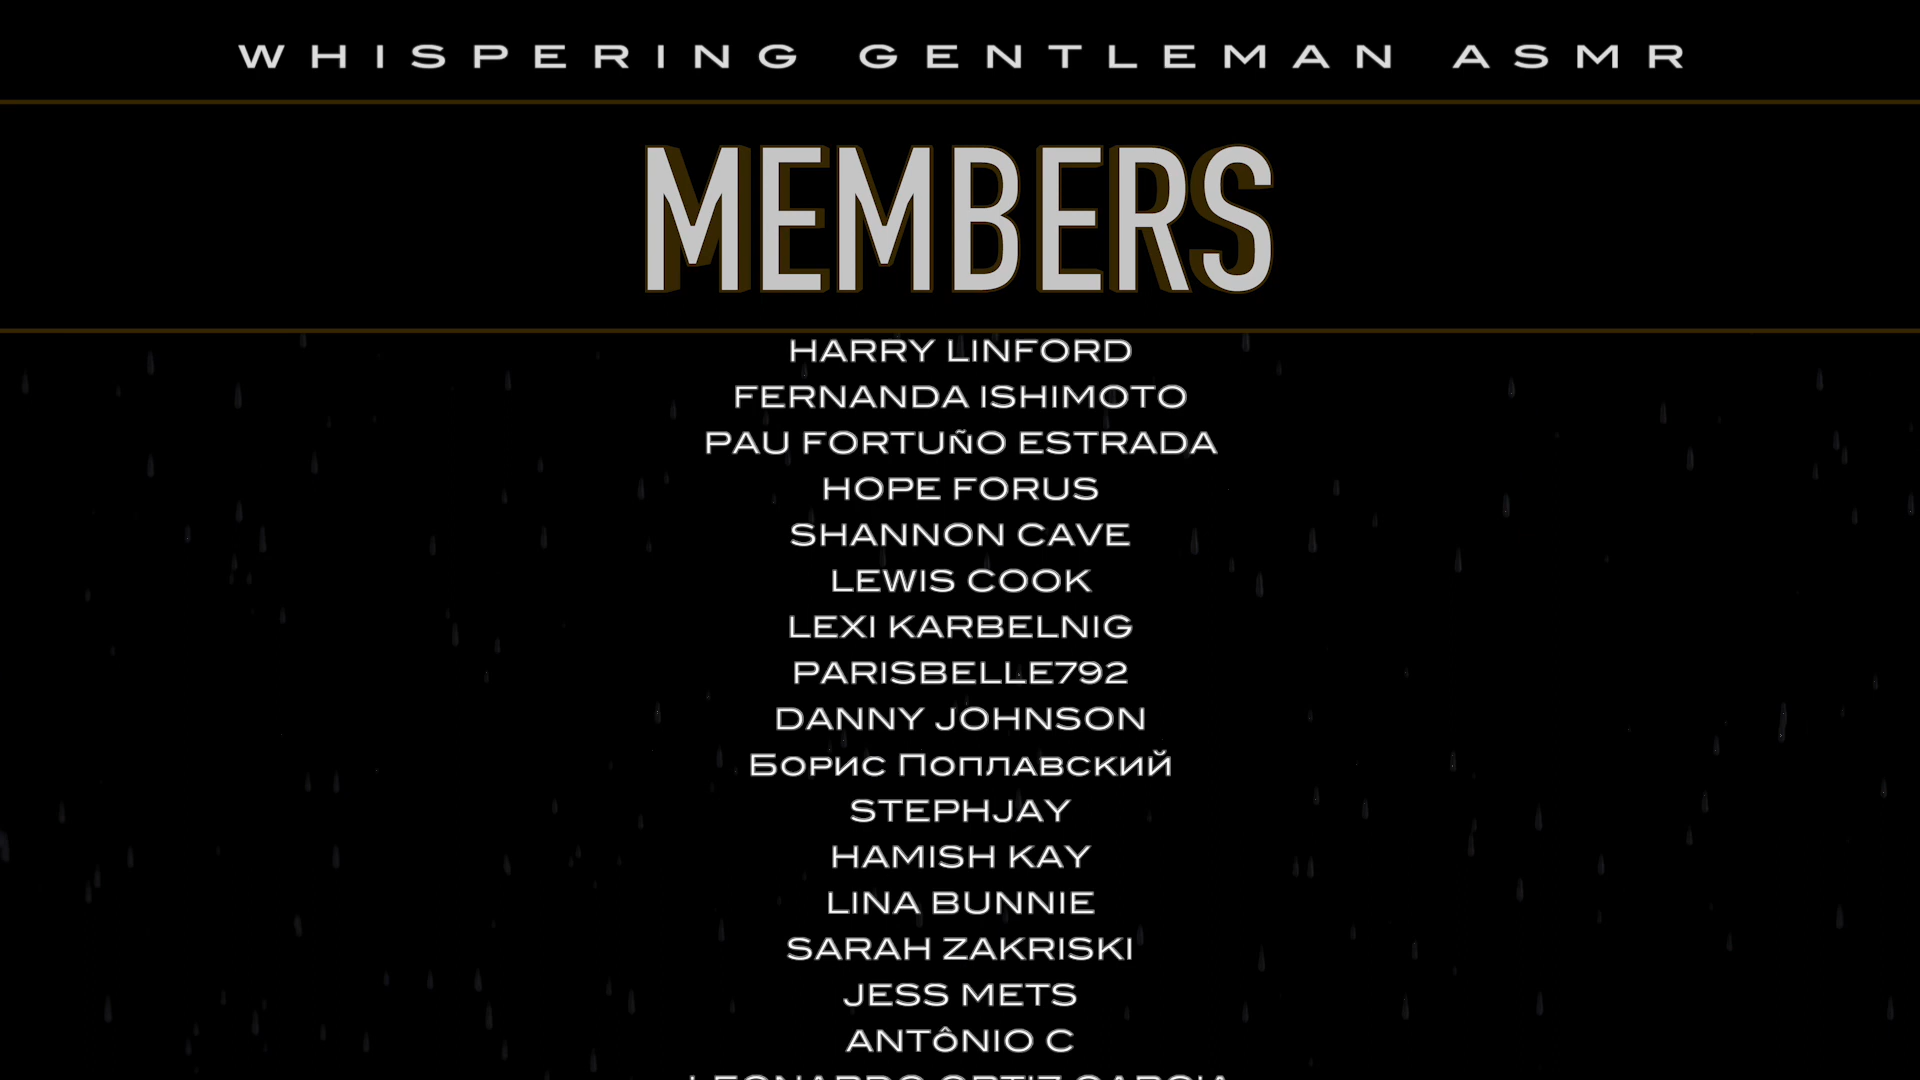 WHISPERING GENTLEMAN ASMR
MEMBERS
HARRY LINFORD
FERNANDA ISHIMOTO
PAU FORTUñO ESTRADA
HOPE FORUS
SHANNON CAVE
LEWIS COOK
LEXI KARBELNIG
PARISBELLE792
DANNY JOHNSON
Борис Поплавский
STEPHJAY
HAMISH KAY
LINA BUNNIE
SARAH ZAKRISKI
JESS METS
ANTôNIO C